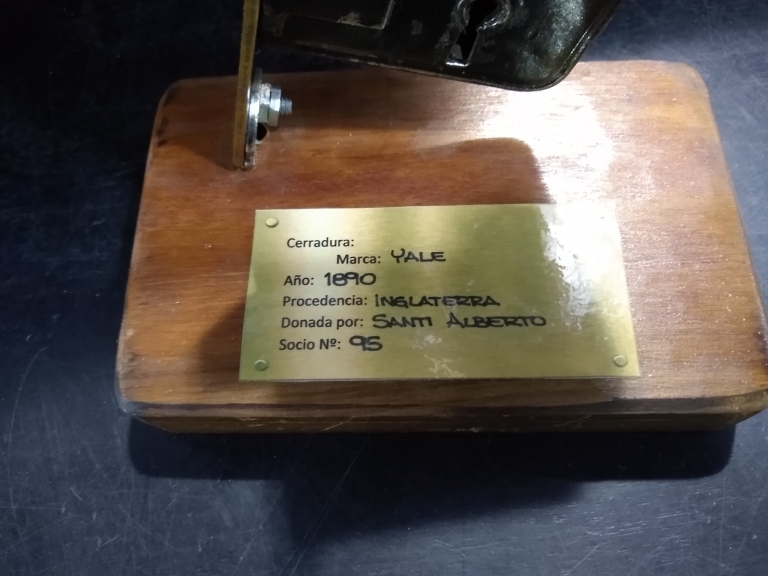 Cerradura:
Marca: YALE
Año: 1890
Procedencia: INGLATERRA
Donada por: SANTI ALBERTO
Socio Nº: 95